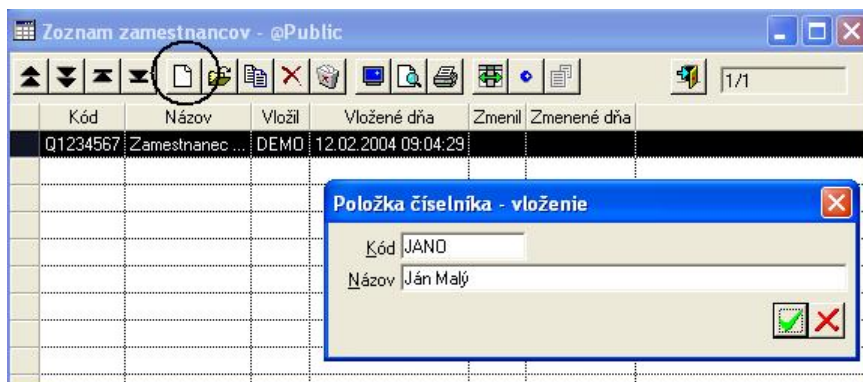 Zoznam zamestnancov - @Public
1/1
Kód Názov Vložil Vložené dňa Zmenil Zmenené dňa
Q1234567 Zamestnanec ... DEMO 12.02.2004 09:04:29
Položka číselníka - vloženie
Kód JANO
Názov Ján Malý